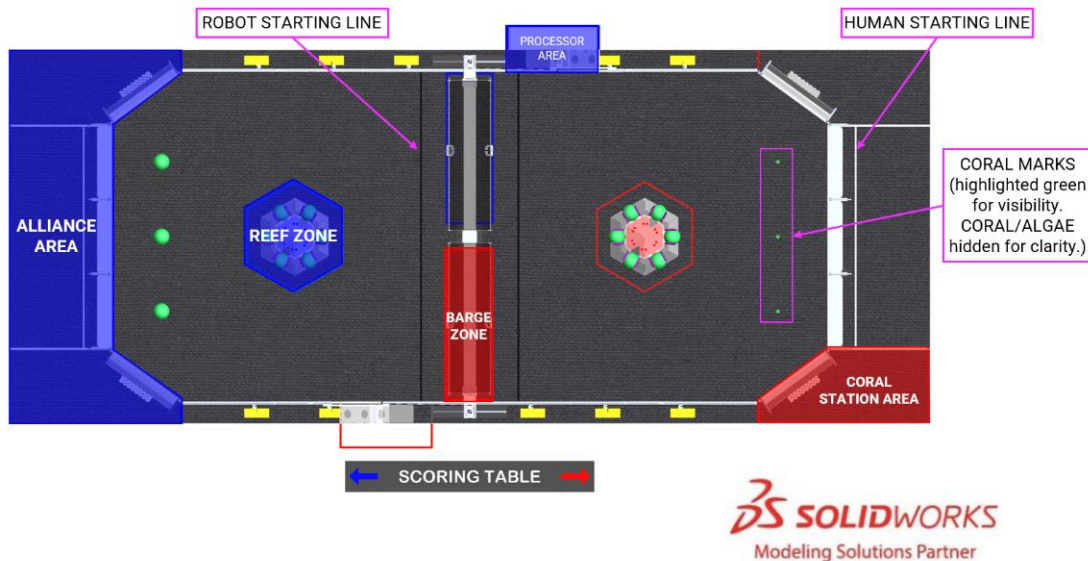 ROBOT STARTING LINE
HUMAN STARTING LINE
PROCESSOR
AREA
CORAL MARKS
(highlighted green
for visibility.
CORAL/ALGAE
hidden for clarity.)
ALLIANCE
AREA
REEF ZONE
BARGE
ZONE
CORAL
STATION AREA
SCORING TABLE
3S SOLIDWORKS
Modeling Solutions Partner